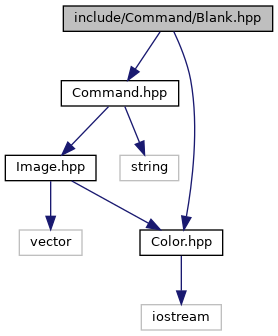 include/Command/Blank.hpp
Command.hpp
Image.hpp
string
vector
Color.hpp
iostream